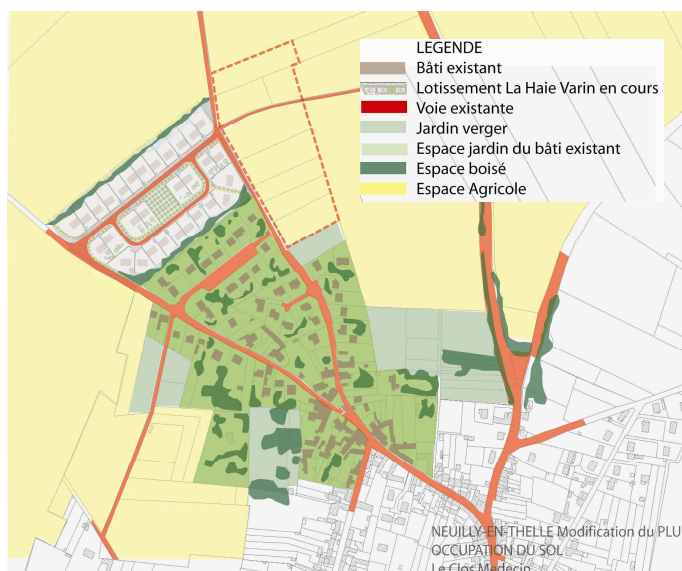 LEGENDE
Bâti existant
Lotissement La Haie Varin en cours
Voie existante
Jardin verger
Espace jardin du bâti existant
Espace boisé
Espace Agricole
NEUILLY-EN-THELLE Modification du PLU
OCCUPATION DU SOL
Le Clos Medecin